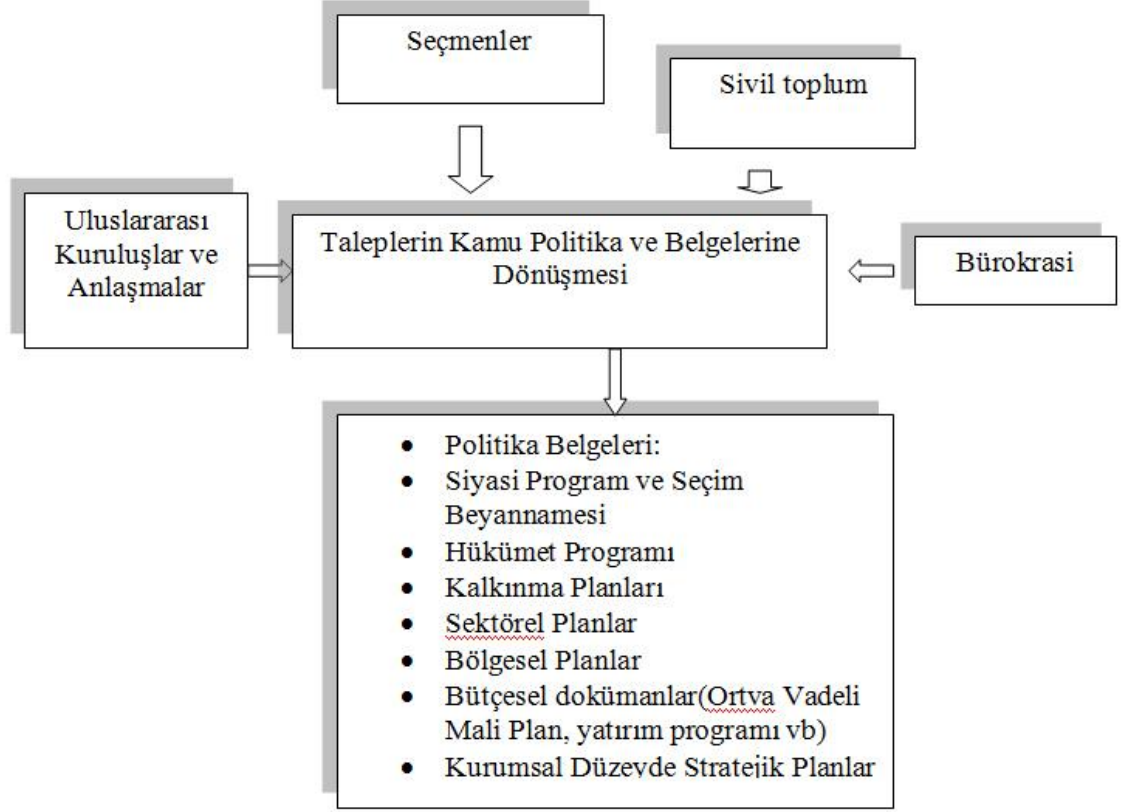 Seçmenler
Sivil toplum
Uluslararası
Kuruluşlar ve
Anlaşmalar
Taleplerin Kamu Politika ve Belgelerine
Dönüşmesi
Bürokrasi
• Politika Belgeleri:
• Siyasi Program ve Seçim
Beyannamesi
• Hükümet Programı
• Kalkınma Planları
• Sektörel Planlar
• Bölgesel Planlar
• Bütçesel dokümanlar(Ortva Vadeli
Mali Plan, yatırım programı vb)
• Kurumsal Düzeyde Stratejik Planlar